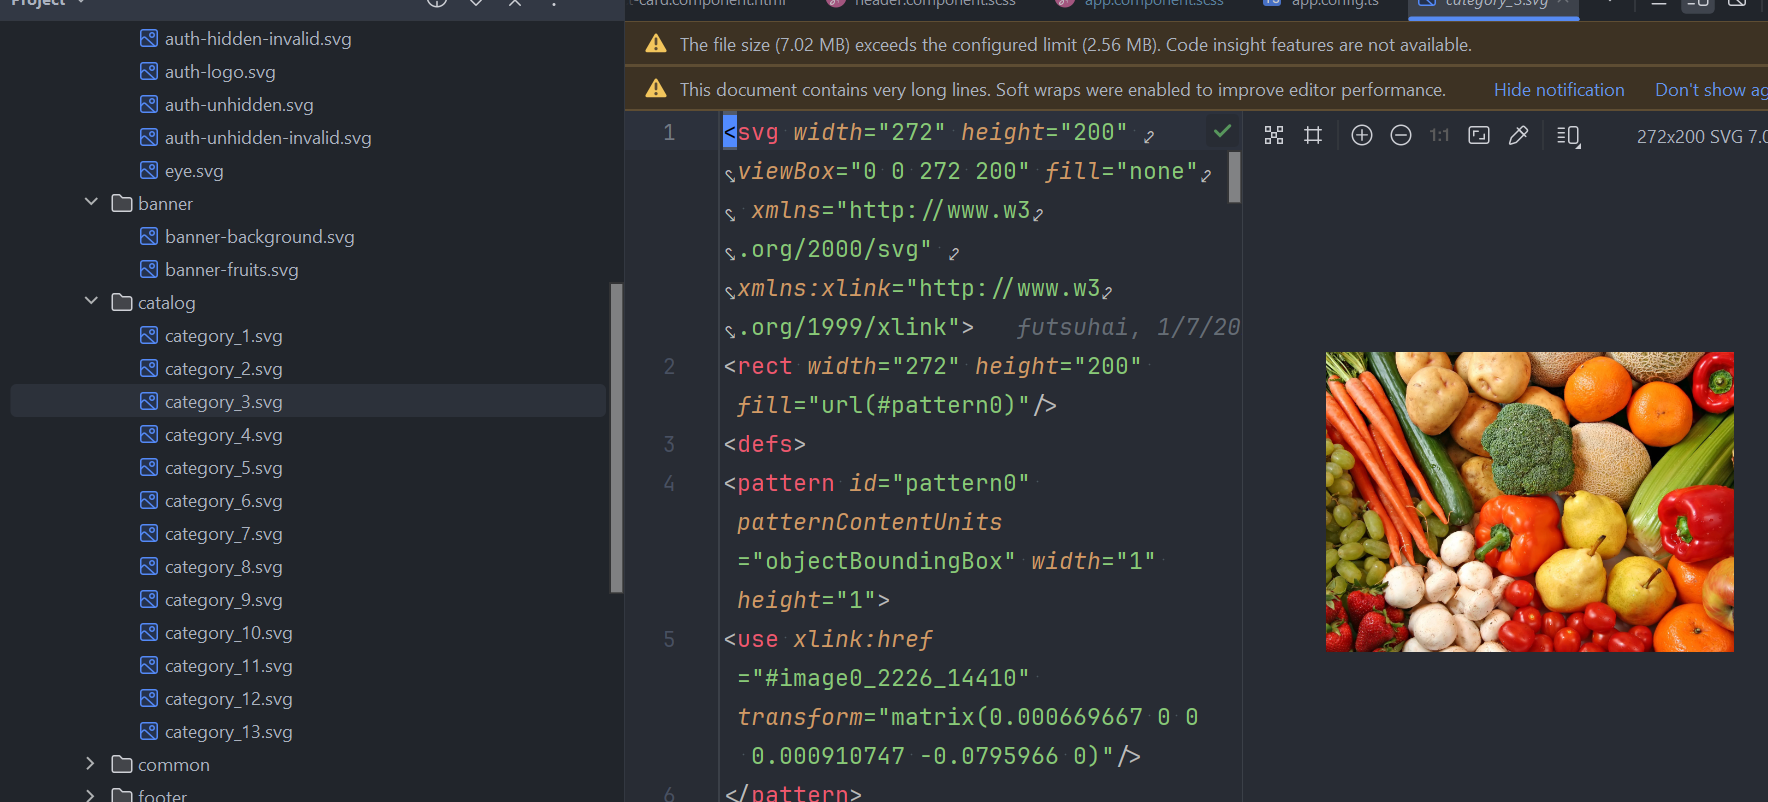 Project
auth-hidden-invalid.svg
auth-logo.svg
auth-unhidden.svg
auth-unhidden-invalid.svg
eye.svg
banner
banner-background.svg
banner-fruits.svg
catalog
category_1.svg
category_2.svg
category_3.svg
category_4.svg
category_5.svg
category_6.svg
category_7.svg
category_8.svg
category_9.svg
category_10.svg
category_11.svg
category_12.svg
category_13.svg
common
footer
-card.component.html header.component.scss app.component.scss app.config.ts category_3.svg
The file size (7.02 MB) exceeds the configured limit (2.56 MB). Code insight features are not available.
This document contains very long lines. Soft wraps were enabled to improve editor performance. Hide notification Don't show ag
1 <svg width="272" height="200"
viewBox="0 0 272 200" fill="none"
xmlns="http://www.w3
.org/2000/svg"
xmlns:xlink="http://www.w3
.org/1999/xlink"> futsuhai, 1/7/20
2 <rect width="272" height="200"
fill="url(#pattern0)"/>
3 <defs>
4 <pattern id="pattern0"
patternContentUnits
="objectBoundingBox" width="1"
height="1">
5 <use xlink:href
="#image0_2226_14410"
transform="matrix(0.000669667 0 0
0.000910747 -0.0795966 0)"/>
6 </pattern>
1:1 272x200 SVG 7.0